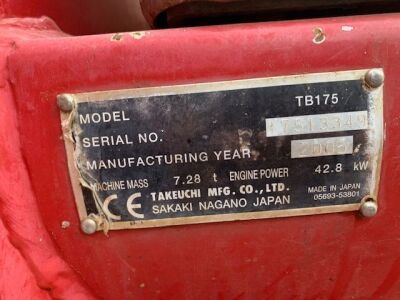 MODEL TB175
SERIAL NO.
MANUFACTURING YEAR
MACHINE MASS 7.28 t ENGINE POWER 42.8 kW
CE TAKEUCHI MFG. CO., LTD. MADE IN JAPAN
SAKAKI NAGANO JAPAN 05693-53801